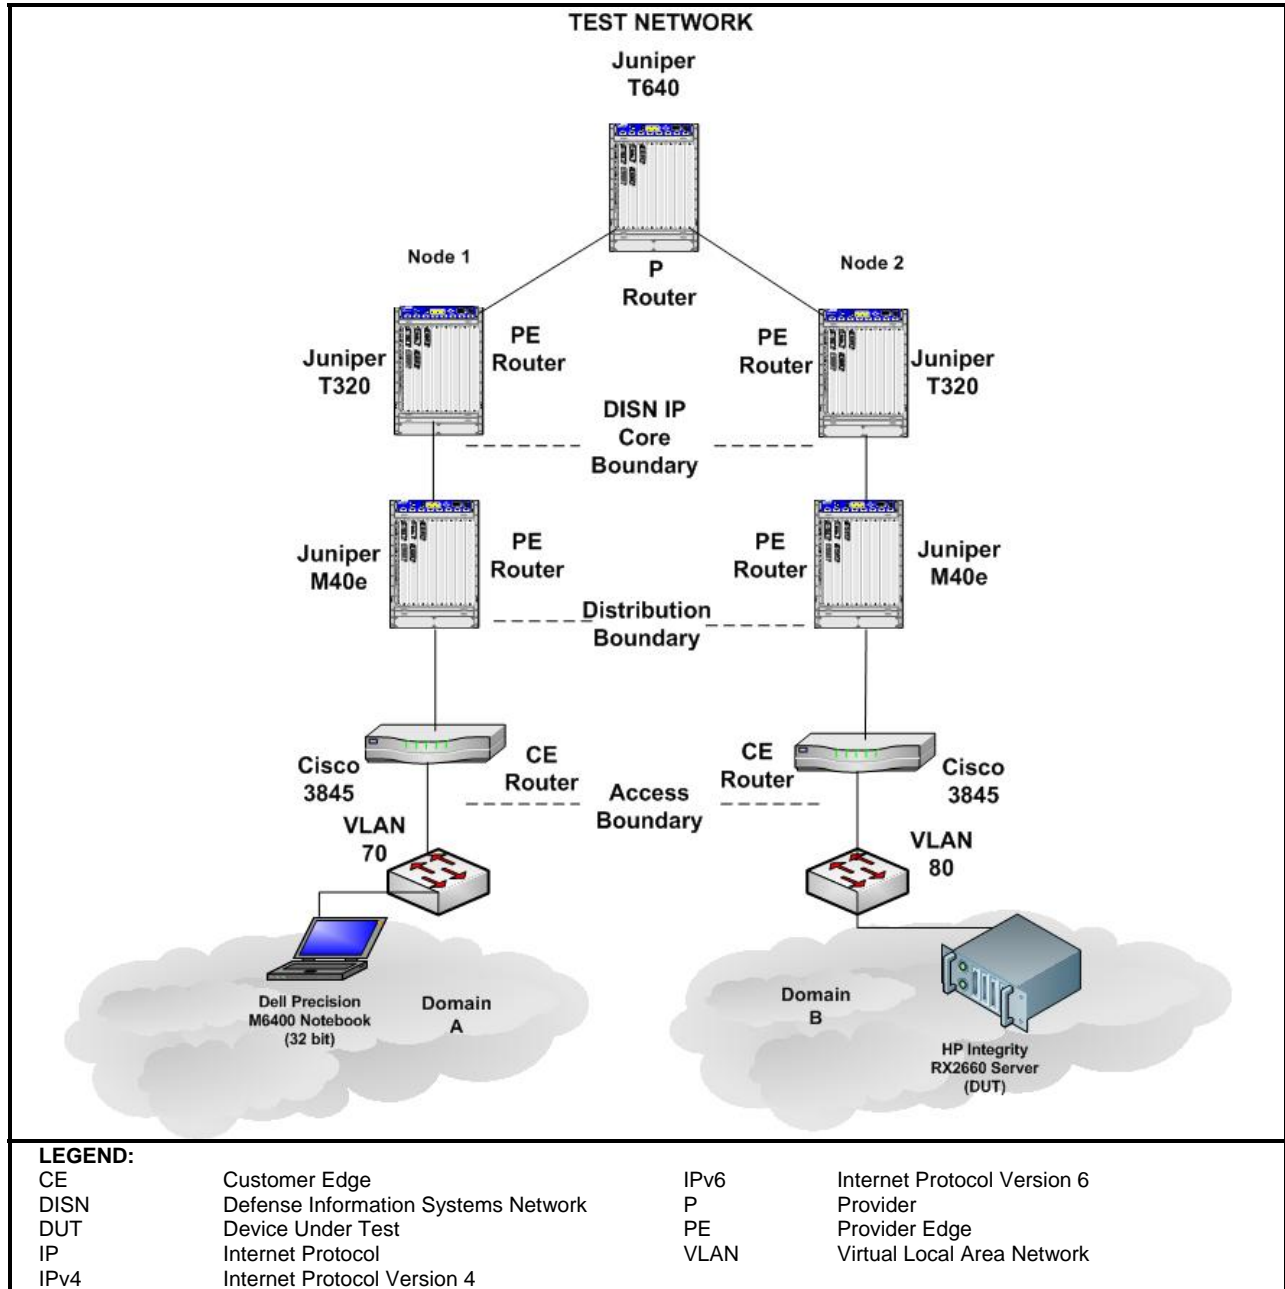 TEST NETWORK
Juniper
T640
P
Router
Node 1
Node 2
Juniper
T320
PE
Router
PE
Router
Juniper
T320
DISN IP
Core
Boundary
Juniper
M40e
PE
Router
PE
Router
Juniper
M40e
Distribution
Boundary
Cisco
3845
CE
Router
CE
Router
Cisco
3845
Access
Boundary
VLAN
70
VLAN
80
Dell Precision
M6400 Notebook
(32 bit)
Domain
A
Domain
B
HP Integrity
RX2660 Server
(DUT)
LEGEND:
CE Customer Edge
DISN Defense Information Systems Network
DUT Device Under Test
IP Internet Protocol
IPv4 Internet Protocol Version 4
IPv6 Internet Protocol Version 6
P Provider
PE Provider Edge
VLAN Virtual Local Area Network